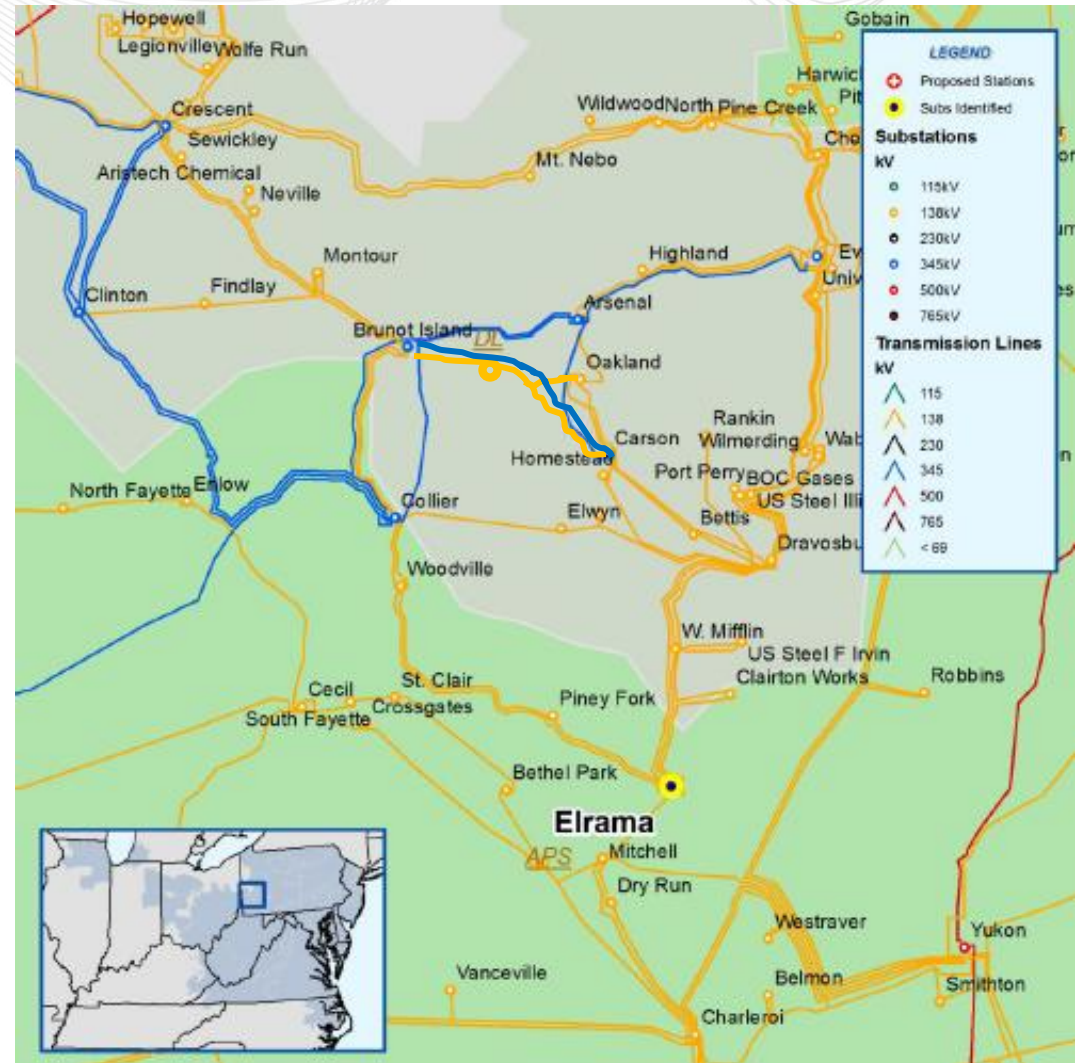 Hopewell
Legionville
Wolfe Run
Gobain
Crescent
Sewickley
Wildwood
North
Pine Creek
Aristech Chemical
Neville
Mt. Nebo
Montour
Highland
Clinton
Findlay
Arsenal
Brunot Island
DL
Oakland
Carson
Rankin
Wilmerding
Homestead
Port Perry
BOC Gases
North Fayette
Enlow
Collier
Elwyn
Bettis
Woodville
W. Mifflin
US Steel F Irvin
Clairton Works
Robbins
Cecil
St. Clair
South Fayette
Crossgates
Piney Fork
Bethel Park
Elrama
APS
Mitchell
Dry Run
Westraver
Yukon
Vanceville
Belmon
Smithton
Charleroi
LEGEND
Proposed Stations
Subs Identified
Substations
kV
115kV
138kV
230kV
345kV
500kV
765kV
Transmission Lines
kV
115
138
230
345
500
765
< 69